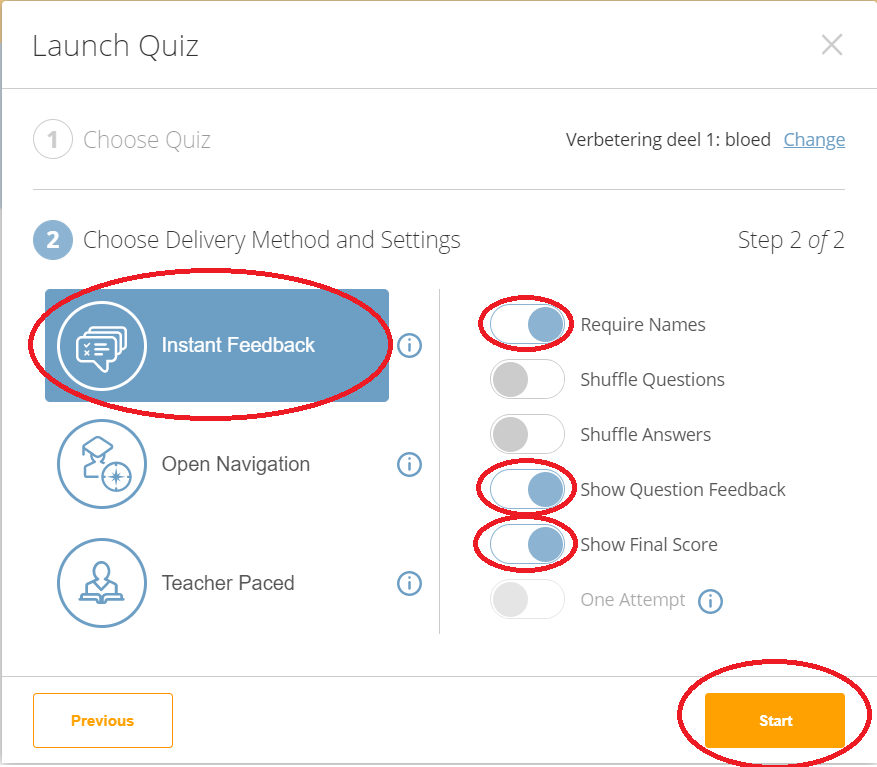 Launch Quiz
1 Choose Quiz
Verbetering deel 1: bloed Change
2 Choose Delivery Method and Settings
Step 2 of 2
Instant Feedback
Open Navigation
Teacher Paced
Require Names
Shuffle Questions
Shuffle Answers
Show Question Feedback
Show Final Score
One Attempt
Previous
Start